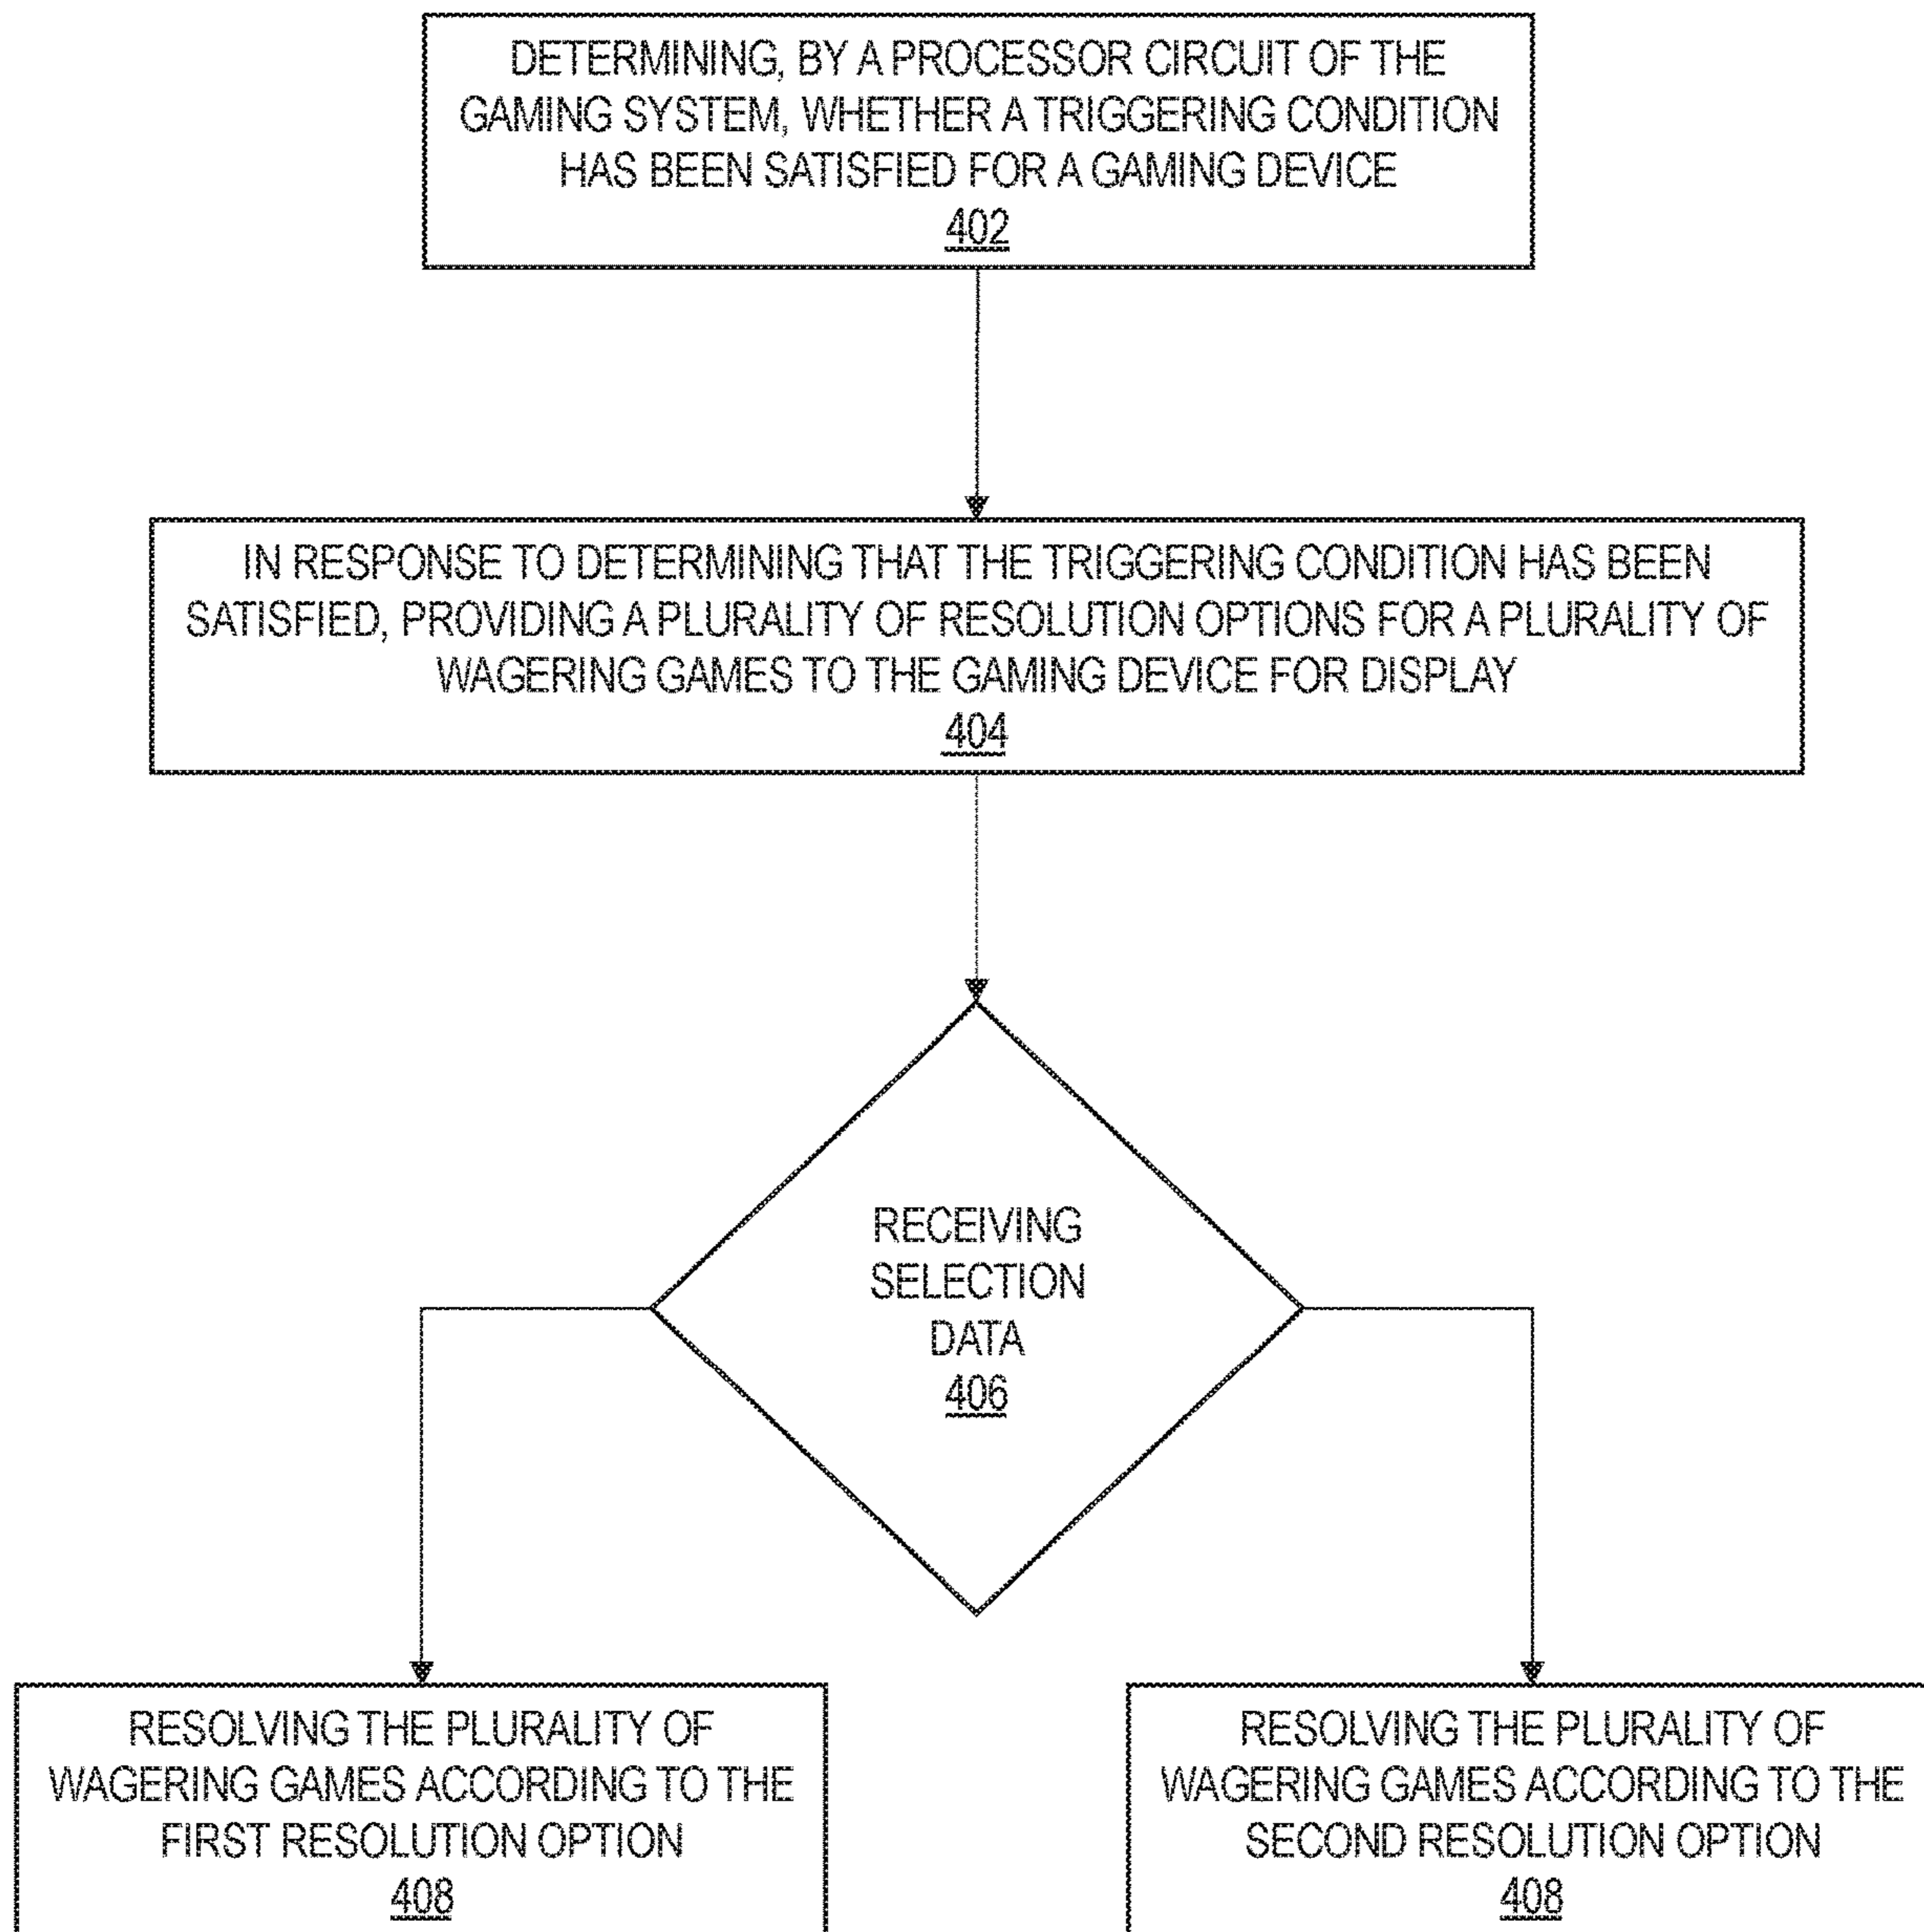 DETERMINING, BY A PROCESSOR CIRCUIT OF THE
GAMING SYSTEM, WHETHER A TRIGGERING CONDITION
HAS BEEN SATISFIED FOR A GAMING DEVICE
402
IN RESPONSE TO DETERMINING THAT THE TRIGGERING CONDITION HAS BEEN
SATISFIED, PROVIDING A PLURALITY OF RESOLUTION OPTIONS FOR A PLURALITY OF
WAGERING GAMES TO THE GAMING DEVICE FOR DISPLAY
404
RECEIVING
SELECTION
DATA
406
RESOLVING THE PLURALITY OF
WAGERING GAMES ACCORDING TO THE
FIRST RESOLUTION OPTION
408
RESOLVING THE PLURALITY OF
WAGERING GAMES ACCORDING TO THE
SECOND RESOLUTION OPTION
408